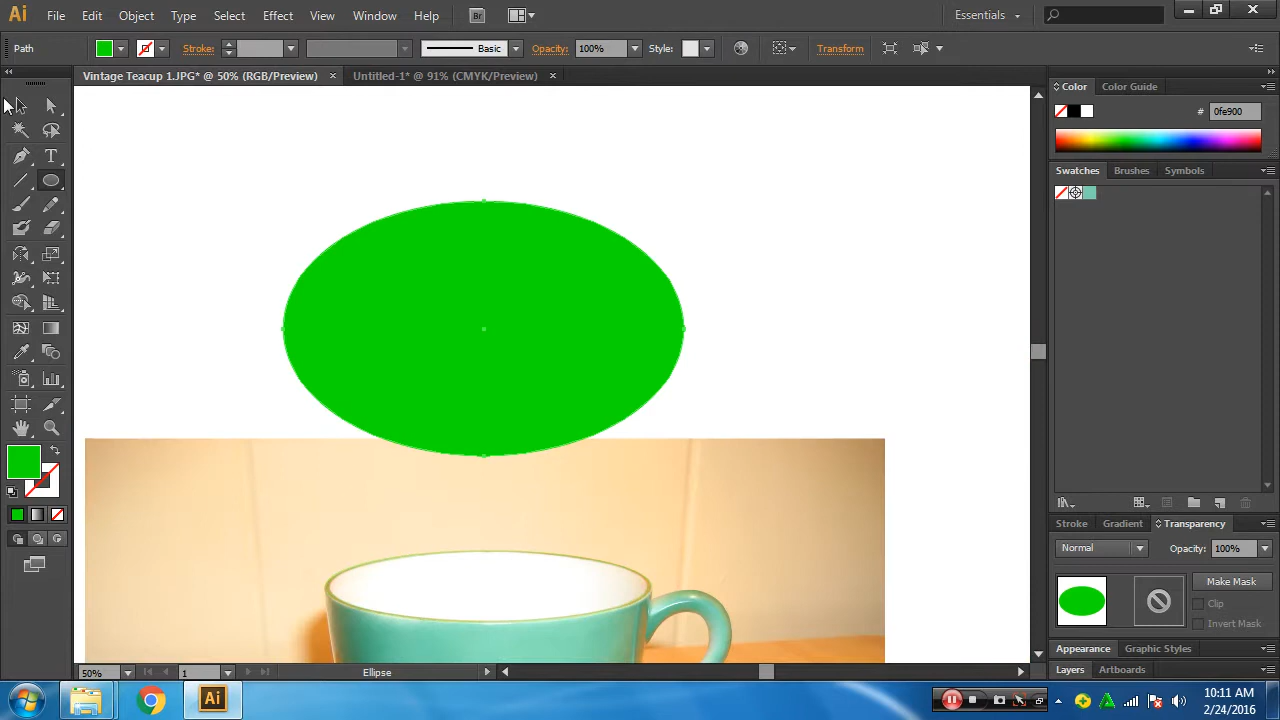 Ai File Edit Object Type Select Effect View Window Help Br Essentials
Path Stroke: Basic Opacity: 100% Style: Transform
Vintage Teacup 1.JPG* @ 50% (RGB/Preview) × Untitled-1* @ 91% (CMYK/Preview) ×
Color Color Guide
# 0fe900
Swatches Brushes Symbols
T
Stroke Gradient Transparency
Normal Opacity: 100%
Make Mask
Clip
Invert Mask
Appearance Graphic Styles
50% 1 Ellipse
Layers Artboards
Ai
10:11 AM
2/24/2016